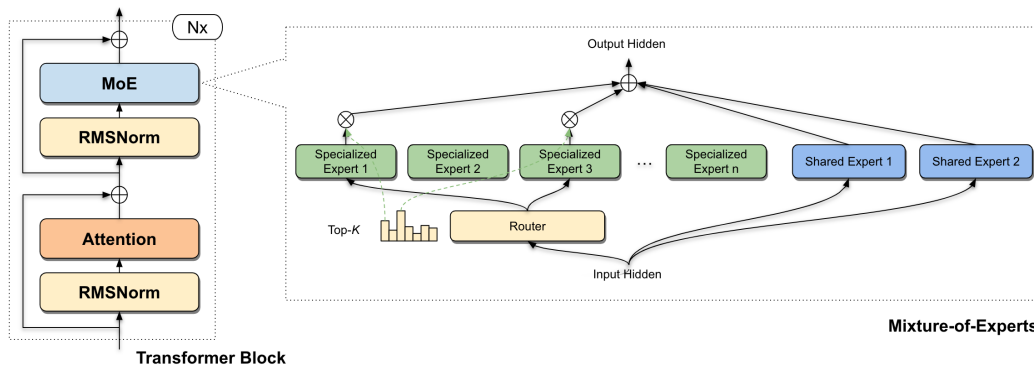 Nx
MoE
RMSNorm
Attention
RMSNorm
Transformer Block
Output Hidden
Specialized
Expert 1
Specialized
Expert 2
Specialized
Expert 3
...
Specialized
Expert n
Shared Expert 1
Shared Expert 2
Top-K
Router
Input Hidden
Mixture-of-Experts